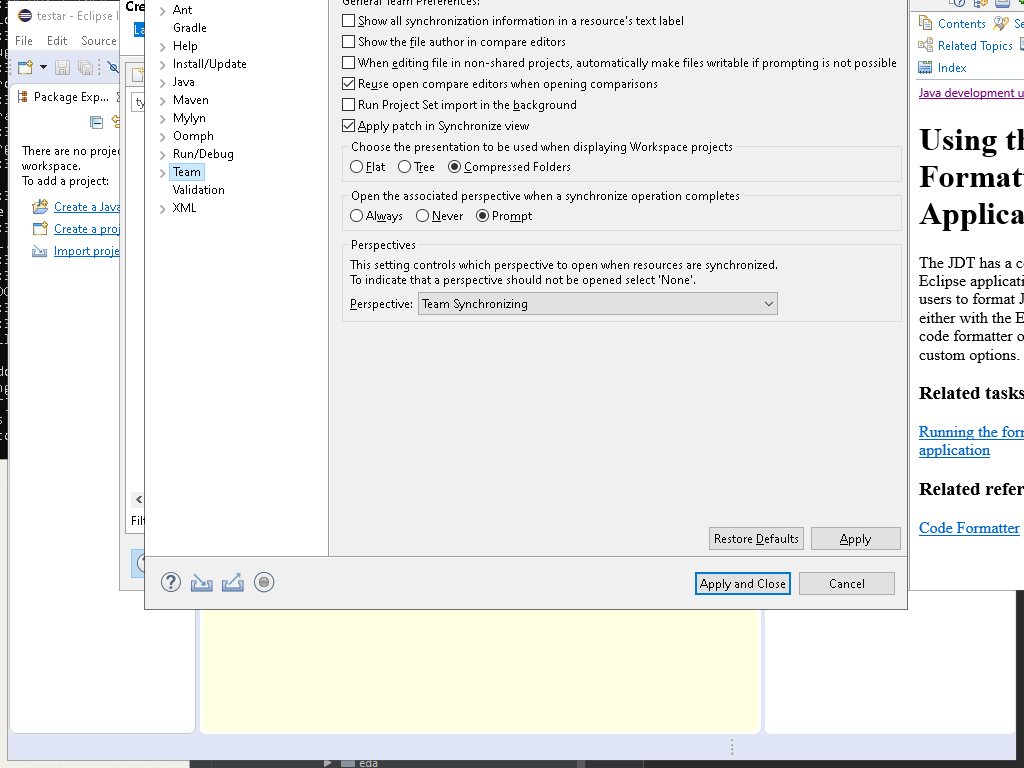 testar - Eclipse I
File Edit Source
Package Exp...
There are no proje
workspace.
To add a project:
Create a Java
Create a proj
Import proje
Cre
La
ty
Filt
Ant
Gradle
Help
Install/Update
Java
Maven
Mylyn
Oomph
Run/Debug
Team
Validation
XML
General Team Preferences:
Show all synchronization information in a resource's text label
Show the file author in compare editors
When editing file in non-shared projects, automatically make files writable if prompting is not possible
Reuse open compare editors when opening comparisons
Run Project Set import in the background
Apply patch in Synchronize view
Choose the presentation to be used when displaying Workspace projects
Flat Tree Compressed Folders
Open the associated perspective when a synchronize operation completes
Always Never Prompt
Perspectives
This setting controls which perspective to open when resources are synchronized.
To indicate that a perspective should not be opened select 'None'.
Perspective: Team Synchronizing
Restore Defaults Apply
Apply and Close Cancel
Contents Se
Related Topics
Index
Java development u
Using th
Formatt
Applica
The JDT has a co
Eclipse applicati
users to format J
either with the E
code formatter o
custom options.
Related tasks
Running the form
application
Related refer
Code Formatter
eda